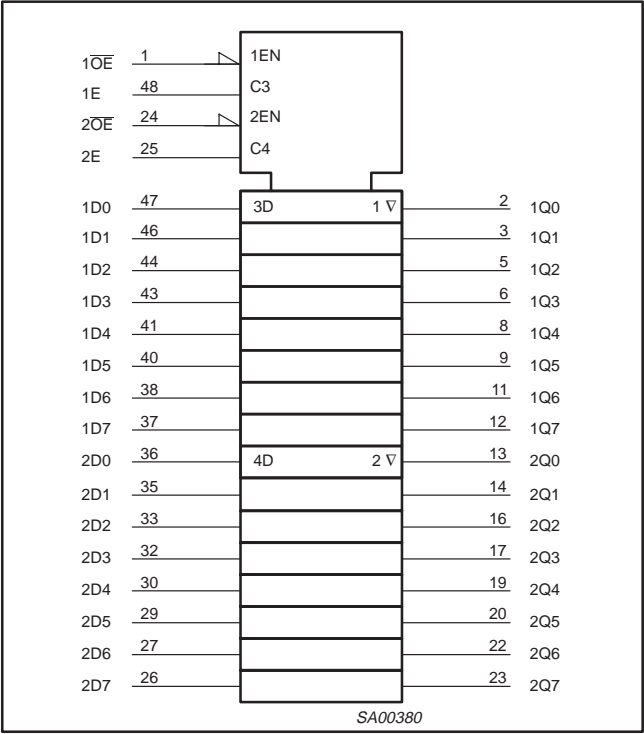 1O̅E̅ 1 1EN
1E 48 C3
2O̅E̅ 24 2EN
2E 25 C4
1D0 47 3D 1 ∇ 2 1Q0
1D1 46 3 1Q1
1D2 44 5 1Q2
1D3 43 6 1Q3
1D4 41 8 1Q4
1D5 40 9 1Q5
1D6 38 11 1Q6
1D7 37 12 1Q7
2D0 36 4D 2 ∇ 13 2Q0
2D1 35 14 2Q1
2D2 33 16 2Q2
2D3 32 17 2Q3
2D4 30 19 2Q4
2D5 29 20 2Q5
2D6 27 22 2Q6
2D7 26 23 2Q7
SA00380